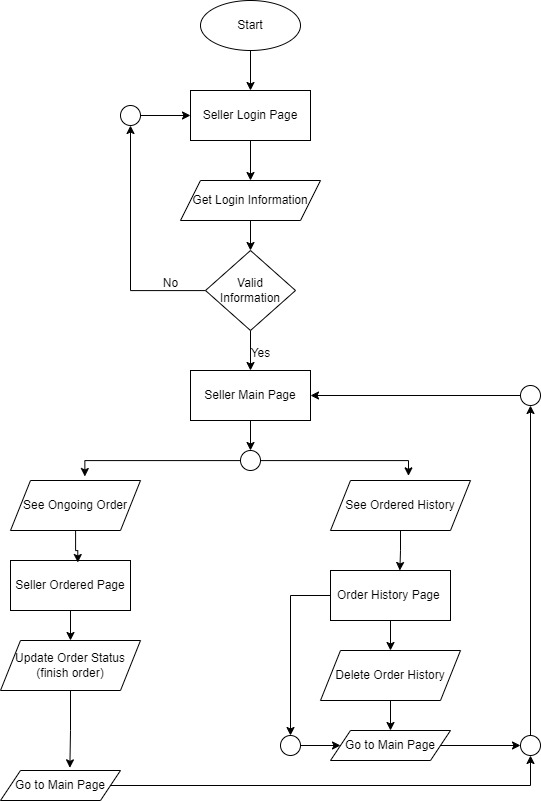 Start
Seller Login Page
Get Login Information
Valid
Information
No
Yes
Seller Main Page
See Ongoing Order
See Ordered History
Seller Ordered Page
Order History Page
Update Order Status
(finish order)
Delete Order History
Go to Main Page
Go to Main Page